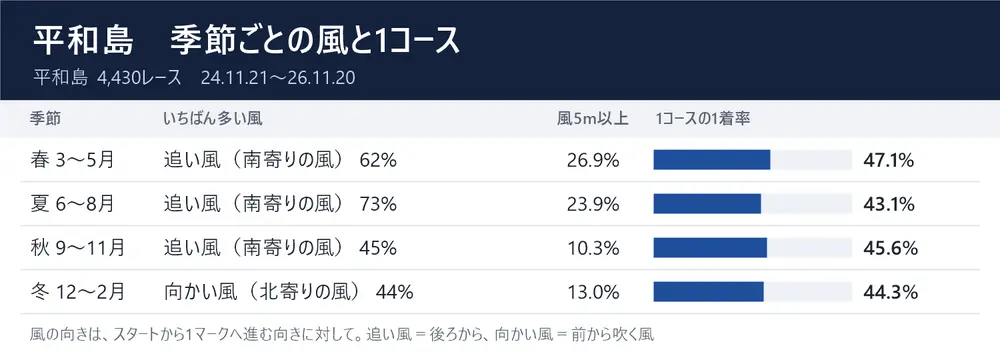 平和島　季節ごとの風と1コース
平和島 4,430レース　24.11.21～26.11.20
季節　いちばん多い風　風5m以上　1コースの1着率
春 3～5月　追い風（南寄りの風） 62%　26.9%　47.1%
夏 6～8月　追い風（南寄りの風） 73%　23.9%　43.1%
秋 9～11月　追い風（南寄りの風） 45%　10.3%　45.6%
冬 12～2月　向かい風（北寄りの風） 44%　13.0%　44.3%
風の向きは、スタートから1マークへ進む向きに対して。追い風＝後ろから、向かい風＝前から吹く風